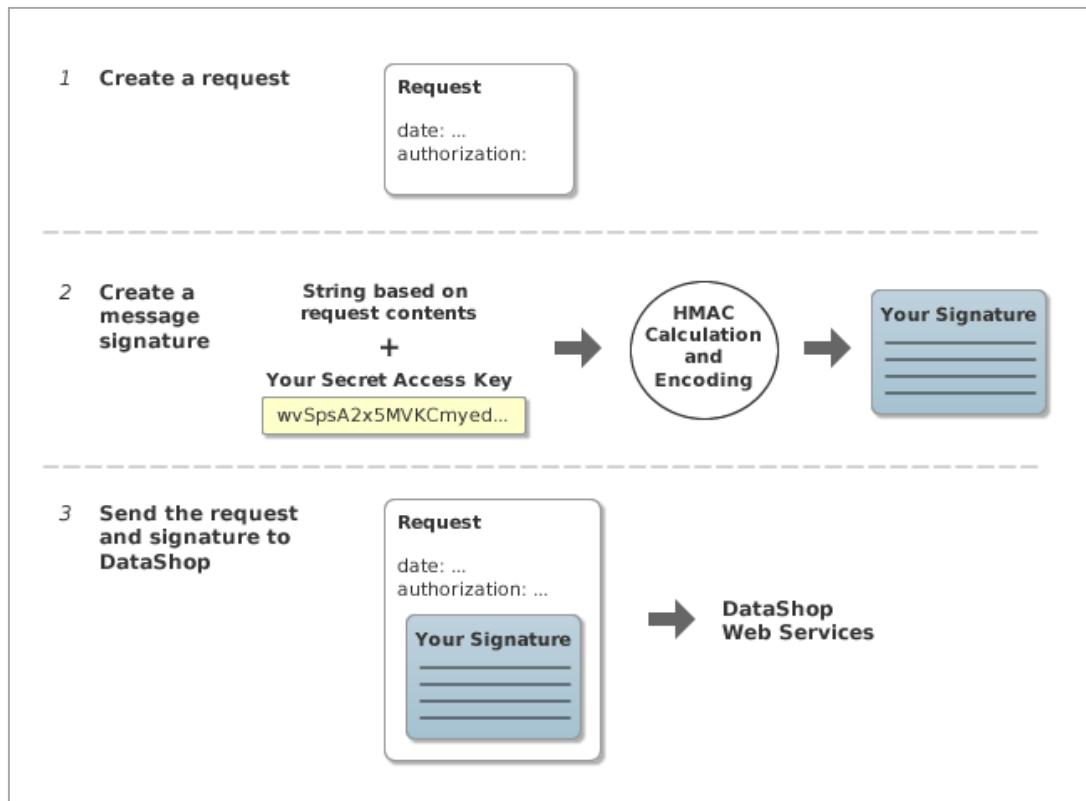 1 Create a request
Request
date: ...
authorization:
2 Create a
message
signature
String based on
request contents
+
Your Secret Access Key
wvSpsA2x5MVKCmyed...
HMAC
Calculation
and
Encoding
Your Signature
3 Send the request
and signature to
DataShop
Request
date: ...
authorization: ...
Your Signature
DataShop
Web Services